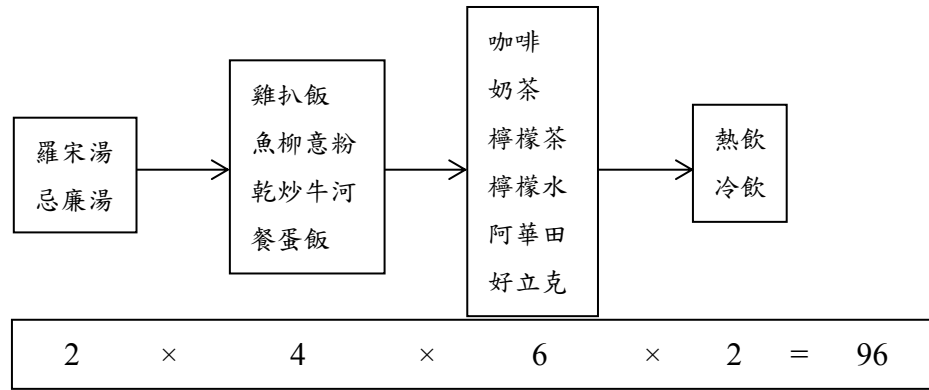 羅宋湯
忌廉湯
雞扒飯
魚柳意粉
乾炒牛河
餐蛋飯
咖啡
奶茶
檸檬茶
檸檬水
阿華田
好立克
熱飲
冷飲
2 × 4 × 6 × 2 = 96